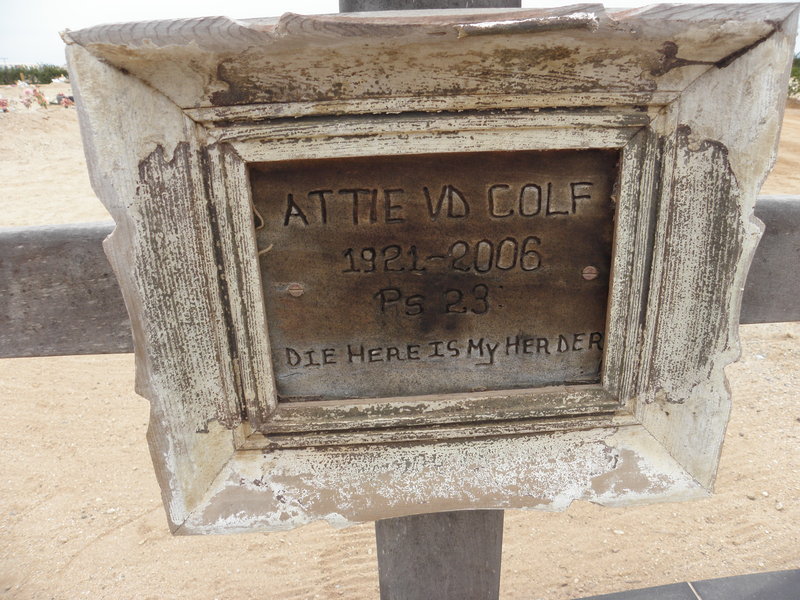 ATTIE VD COLF
1921-2006
Ps 23:
DIE HERE IS My HERDER